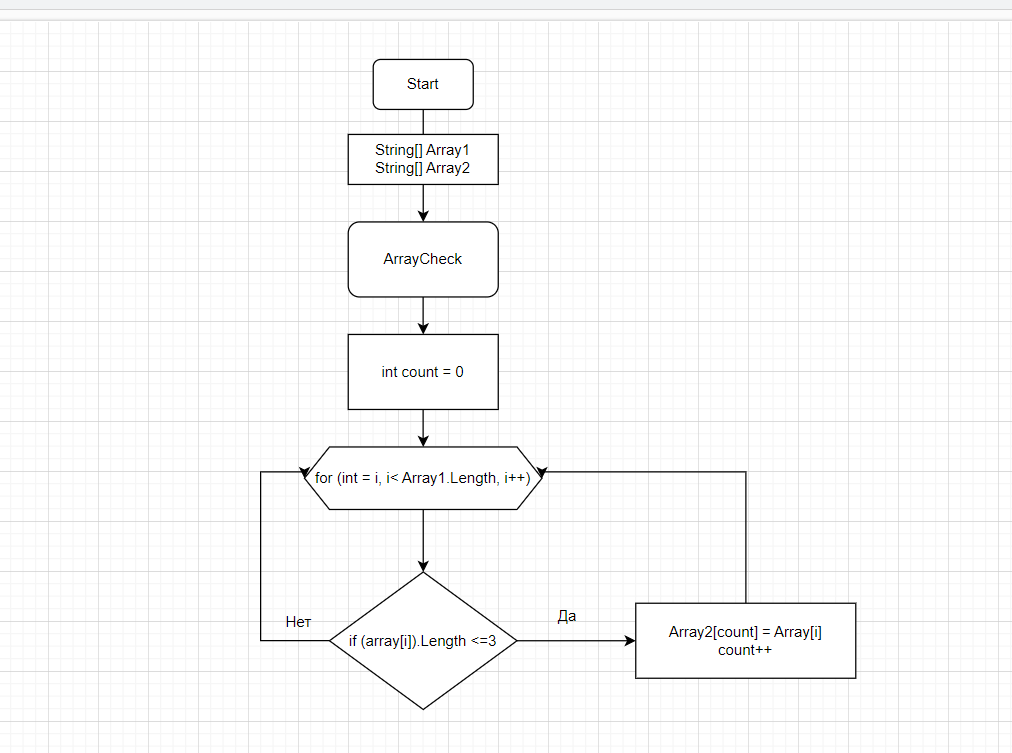 Start
String[] Array1
String[] Array2
ArrayCheck
int count = 0
for (int = i, i< Array1.Length, i++)
Нет
if (array[i]).Length <=3
Да
Array2[count] = Array[i]
count++